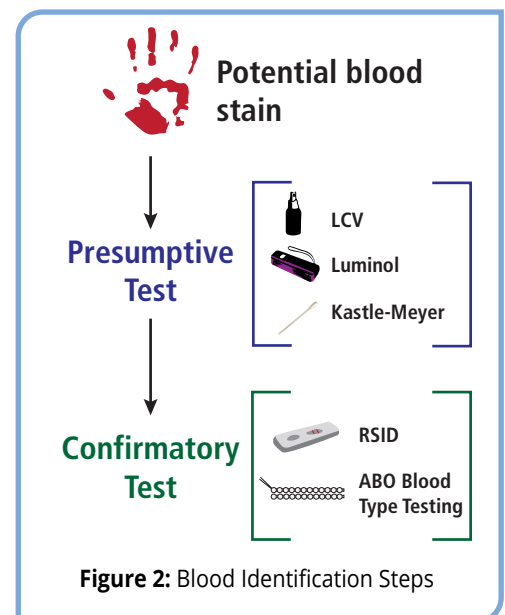 Potential blood
stain
Presumptive
Test
LCV
Luminol
Kastle-Meyer
Confirmatory
Test
RSID
ABO Blood
Type Testing
Figure 2: Blood Identification Steps